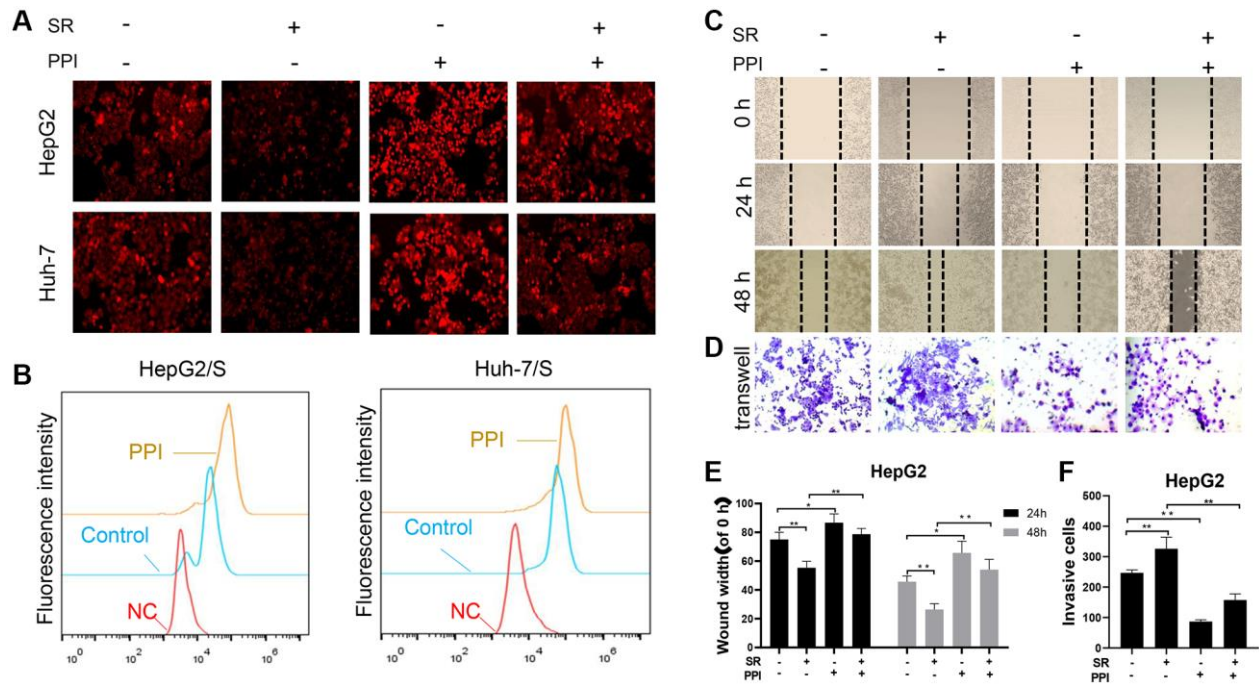 A
SR - + - +
PPI - - + +
HepG2
Huh-7
B
HepG2/S
Huh-7/S
Fluorescence intensity
PPI
Control
NC
10⁰ 10² 10⁴ 10⁶
Fluorescence intensity
PPI
Control
NC
10⁰ 10² 10⁴ 10⁶
C
SR - + - +
PPI - - + +
0 h
24 h
48 h
D
transwell
E
HepG2
Wound width(of 0 h)
100
80
60
40
20
0
** * ** ** * **
24h
48h
SR - + - + - + - +
PPI - - + + - - + +
F
HepG2
Invasive cells
500
400
300
200
100
0
** ** **
SR - + - +
PPI - - + +